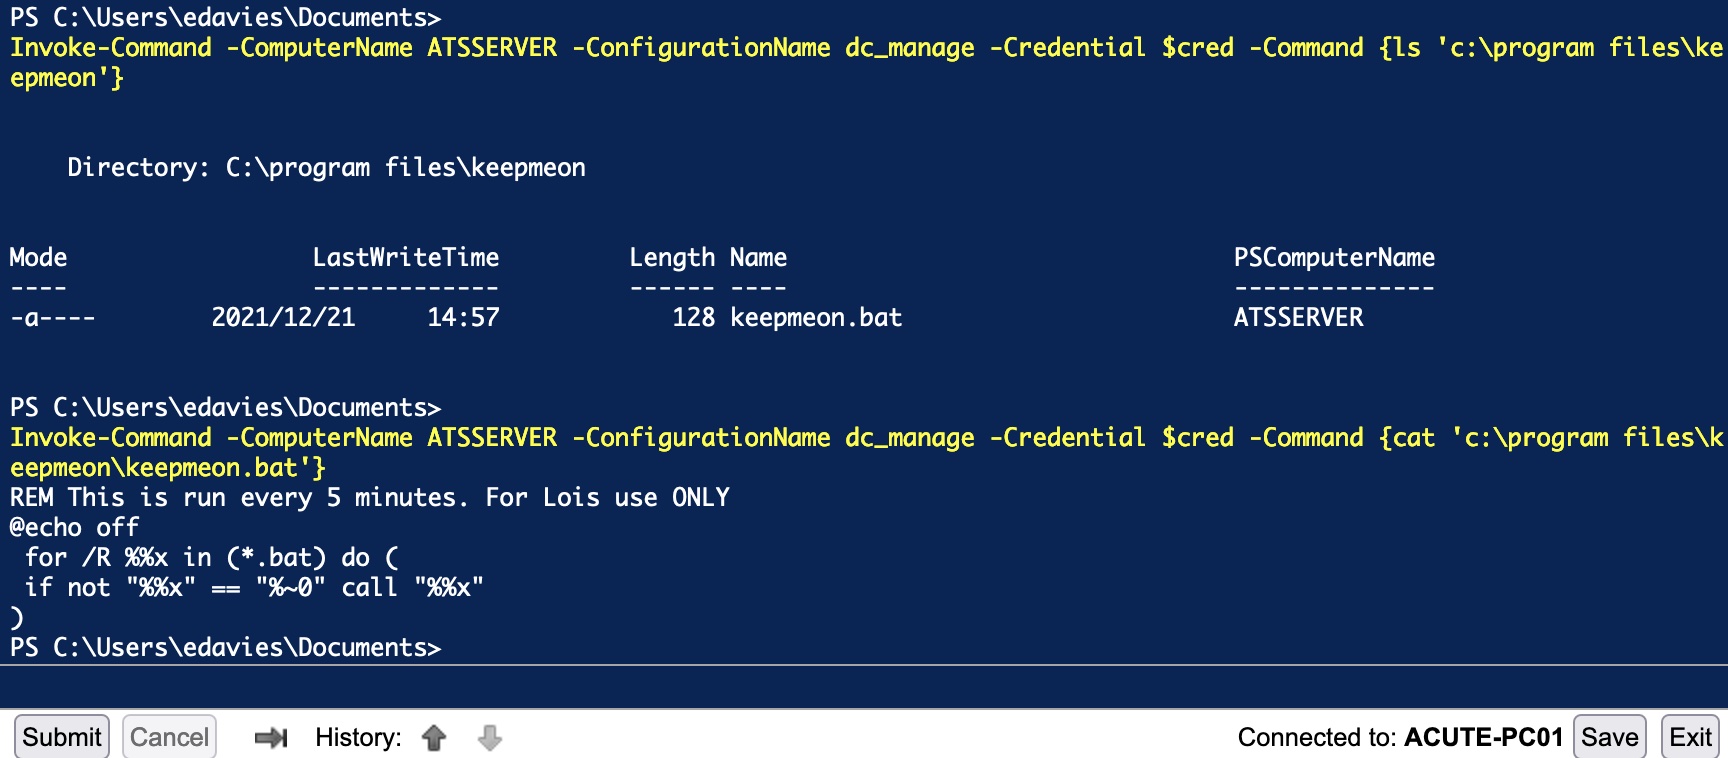 PS C:\Users\edavies\Documents>
Invoke-Command -ComputerName ATSSERVER -ConfigurationName dc_manage -Credential $cred -Command {ls 'c:\program files\ke
epmeon'}
Directory: C:\program files\keepmeon
Mode LastWriteTime Length Name PSComputerName
---- ------------- ------ ---- --------------
-a---- 2021/12/21 14:57 128 keepmeon.bat ATSSERVER
PS C:\Users\edavies\Documents>
Invoke-Command -ComputerName ATSSERVER -ConfigurationName dc_manage -Credential $cred -Command {cat 'c:\program files\k
eepmeon\keepmeon.bat'}
REM This is run every 5 minutes. For Lois use ONLY
@echo off
for /R %%x in (*.bat) do (
if not "%%x" == "%~0" call "%%x"
)
PS C:\Users\edavies\Documents>
Submit Cancel History: Connected to: ACUTE-PC01 Save Exit